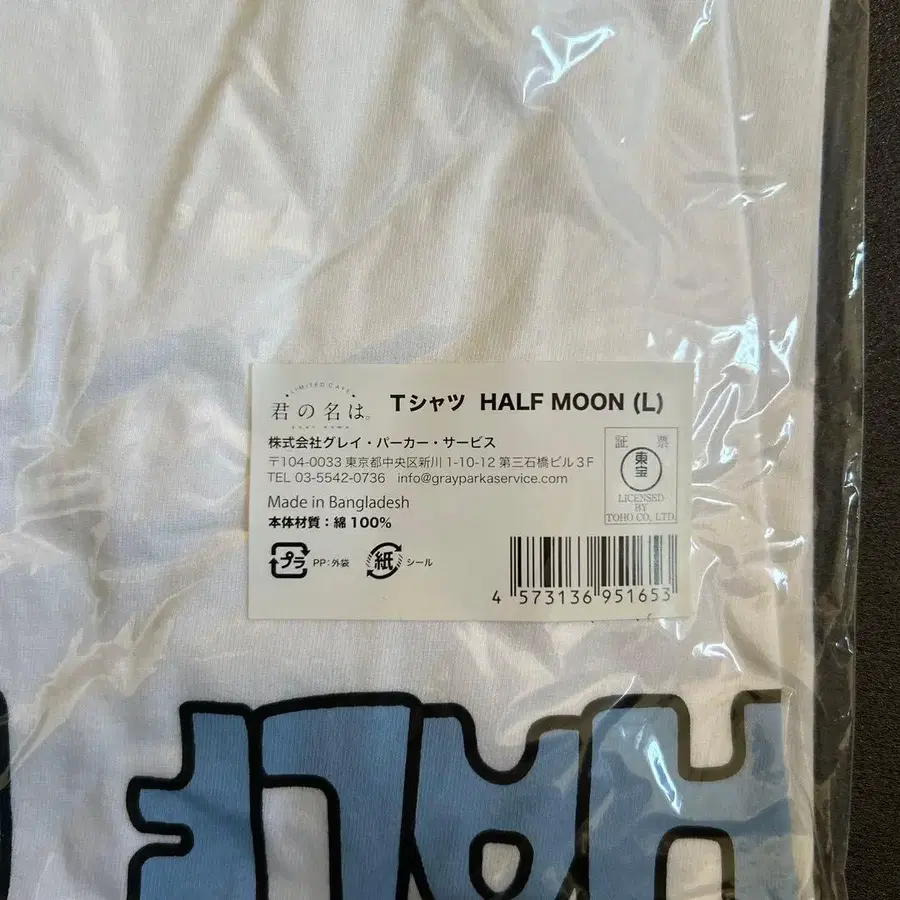 LIMITED CAFE
君の名は。
your name.
Tシャツ HALF MOON (L)
株式会社グレイ・パーカー・サービス
〒104-0033 東京都中央区新川 1-10-12 第三石橋ビル3F
TEL 03-5542-0736 info@grayparkaservice.com
Made in Bangladesh
本体材質：綿100%
証 票
東宝
LICENSED
BY
TOHO CO., LTD.
プラ PP:外袋 紙 シール
4 573136 951653
HALF